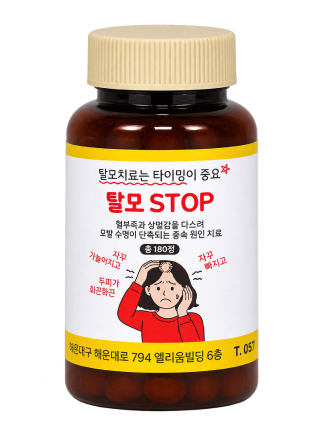 탈모치료는 타이밍이 중요
탈모 STOP
혈부족과 상열감을 다스려
모발 수명이 단축되는 중속 원인 치료
총 180정
자꾸
가늘어지고
자꾸
빠지고
두피가
화끈화끈
해운대구 해운대로 794 엘리움빌딩 6층
T. 051